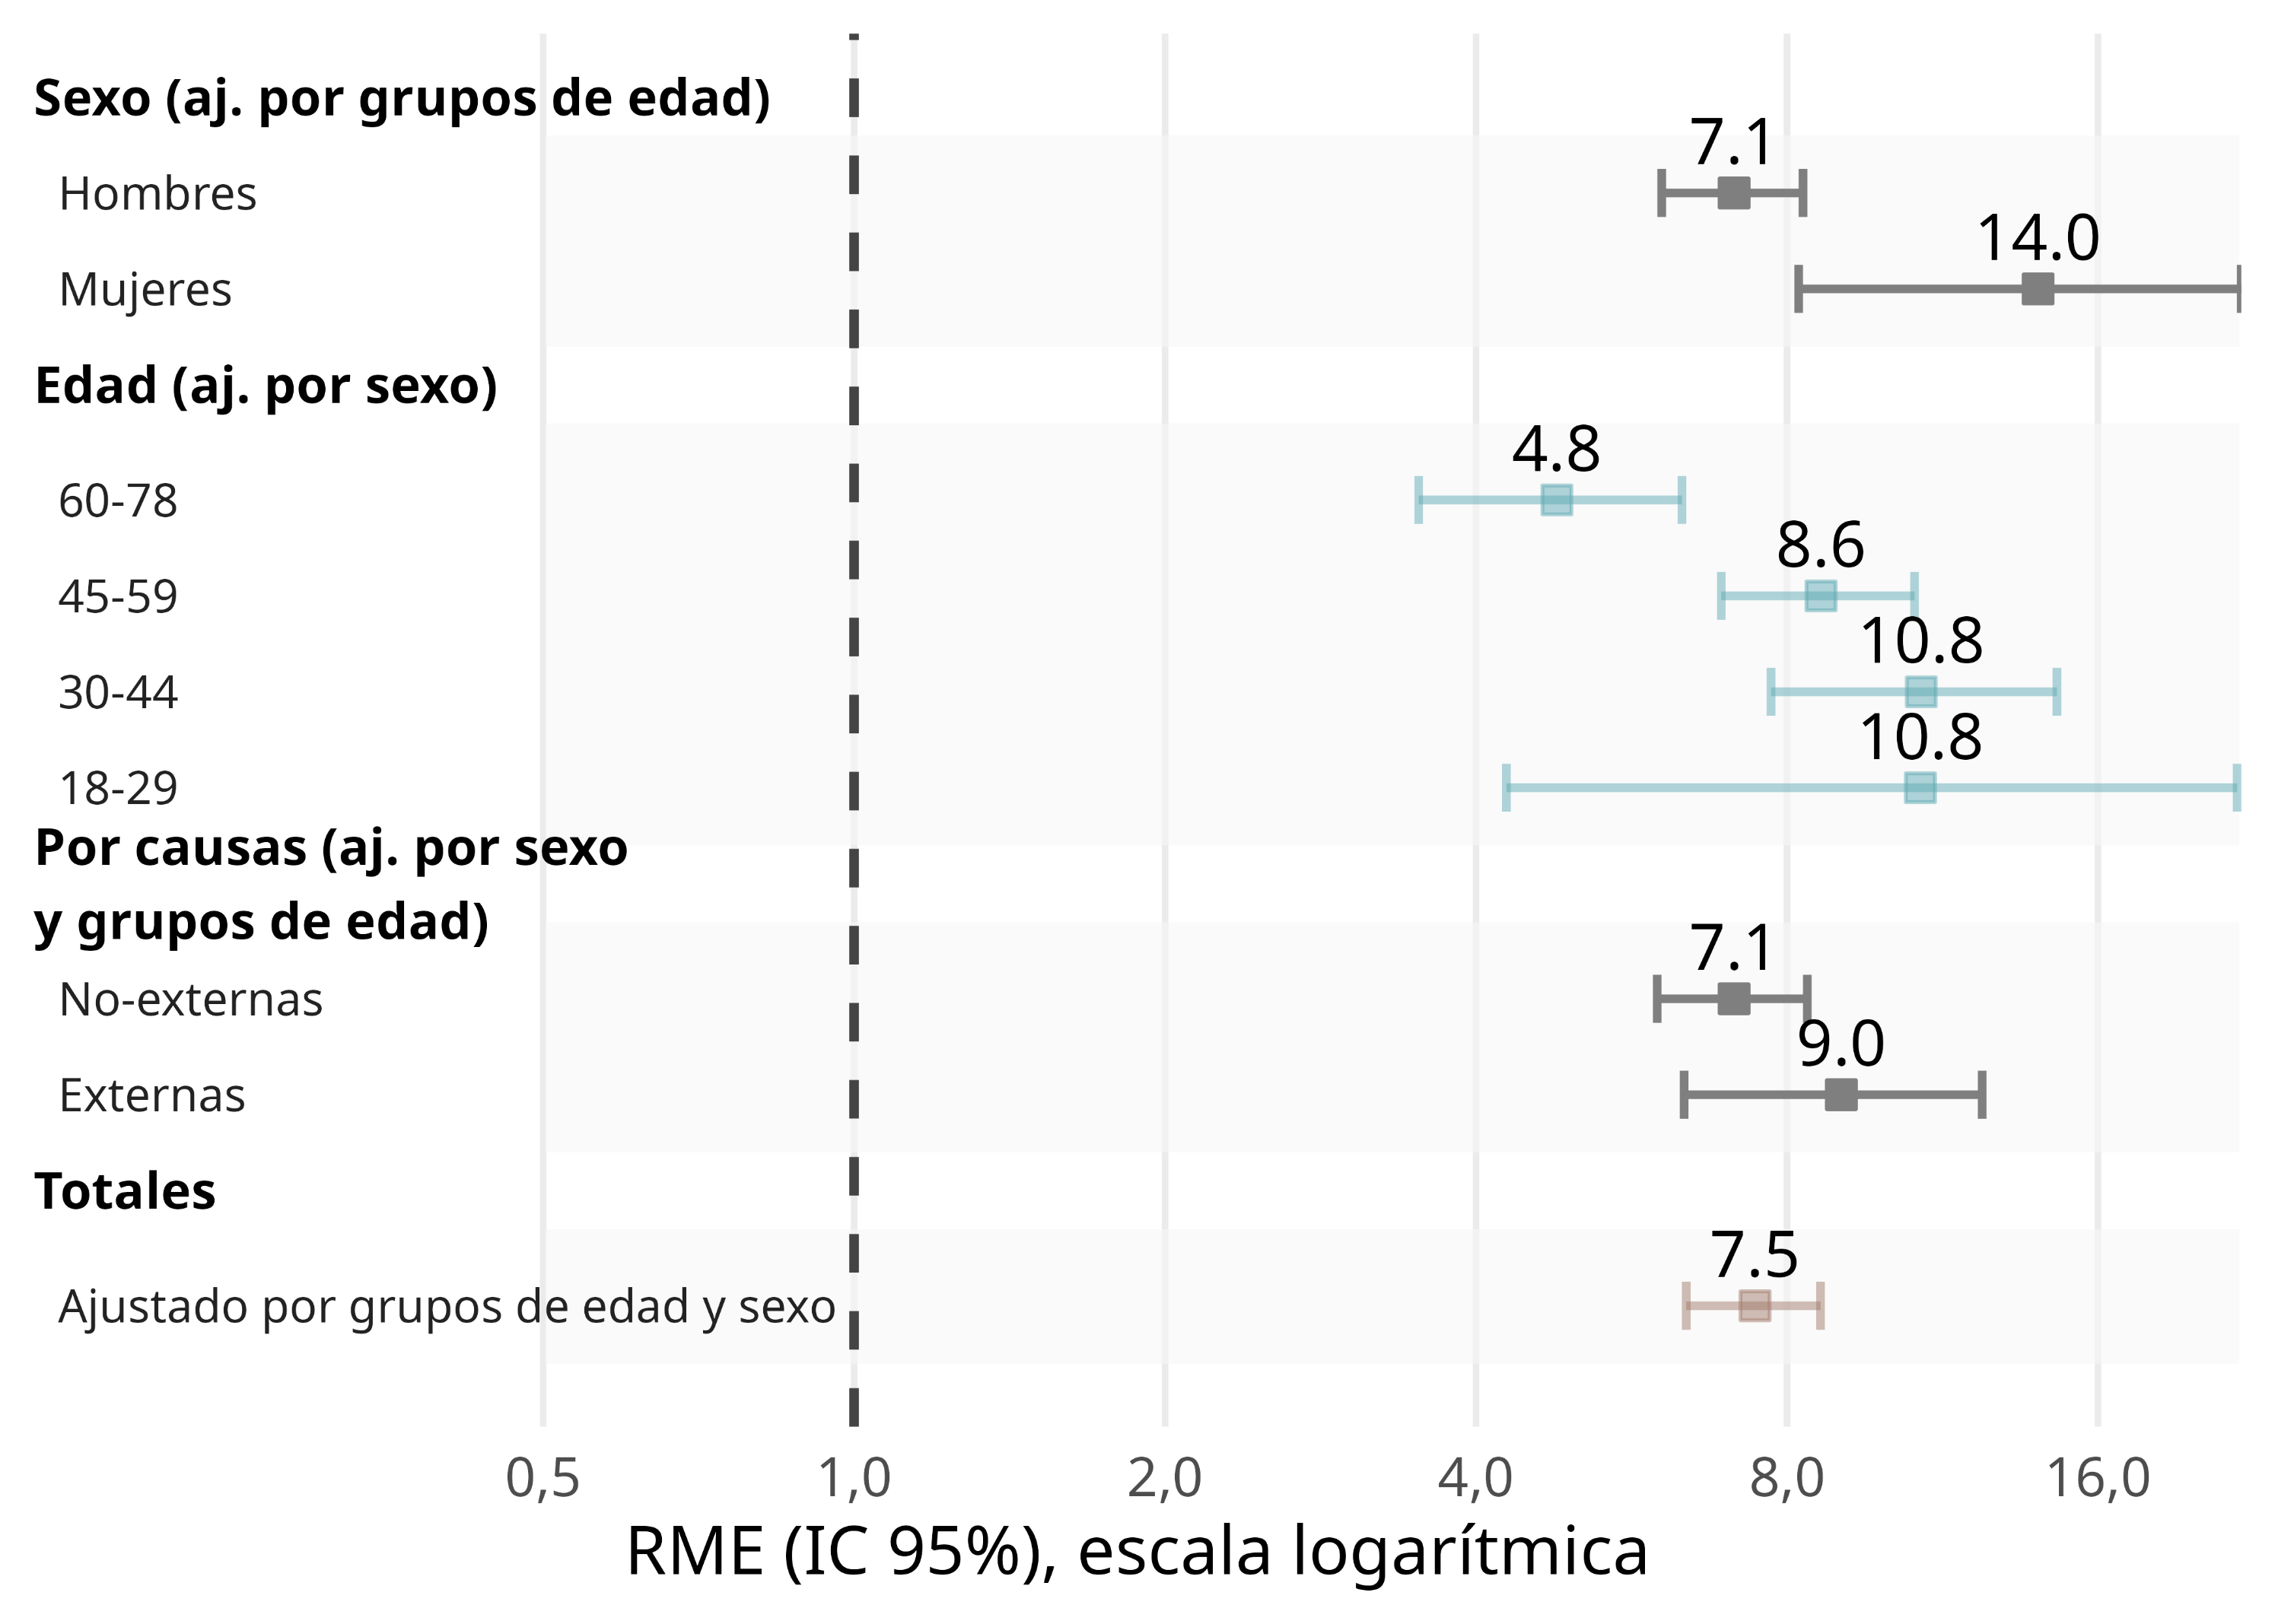 Sexo (aj. por grupos de edad)
7.1
Hombres
14.0
Mujeres
Edad (aj. por sexo)
4.8
60-78
8.6
45-59
10.8
30-44
10.8
18-29
Por causas (aj. por sexo
y grupos de edad)
7.1
No-externas
9.0
Externas
Totales
7.5
Ajustado por grupos de edad y sexo
0,5 1,0 2,0 4,0 8,0 16,0
RME (IC 95%), escala logarítmica